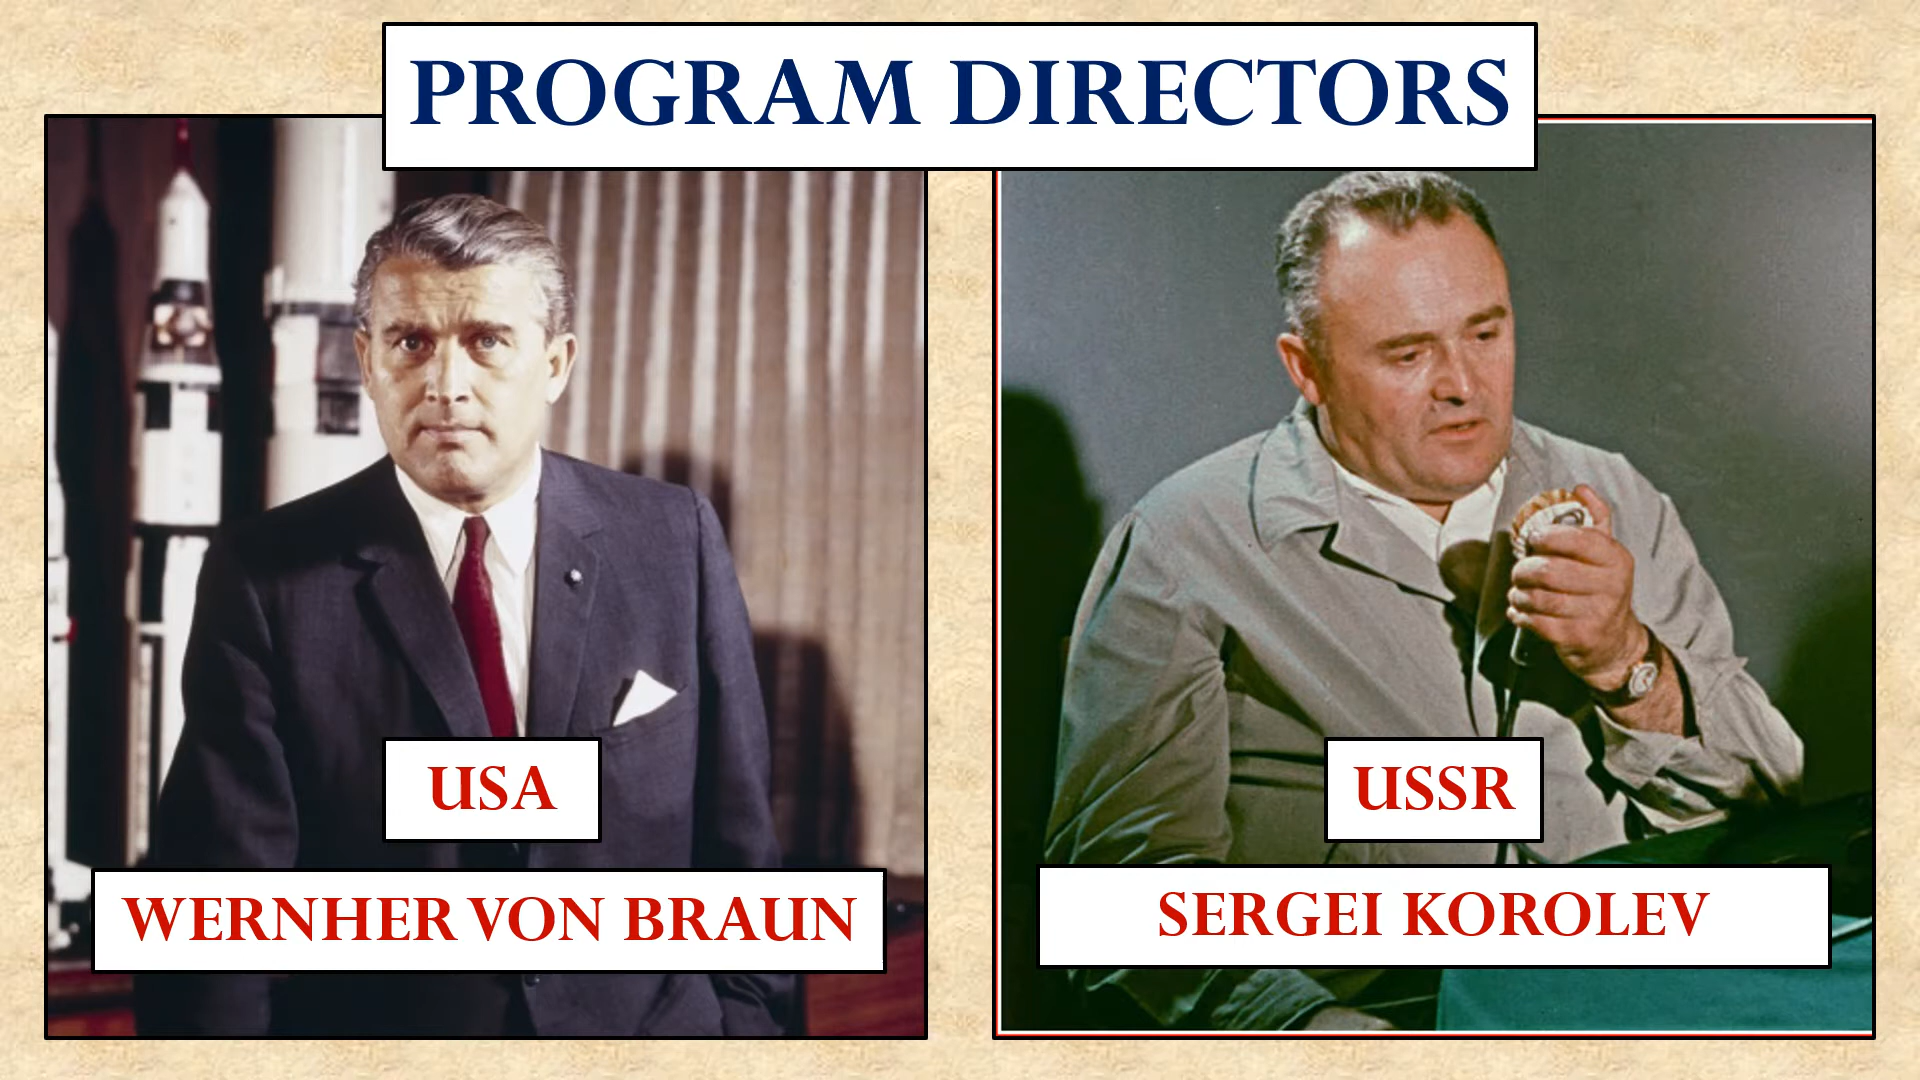 PROGRAM DIRECTORS
USA
WERNHER VON BRAUN
USSR
SERGEI KOROLEV